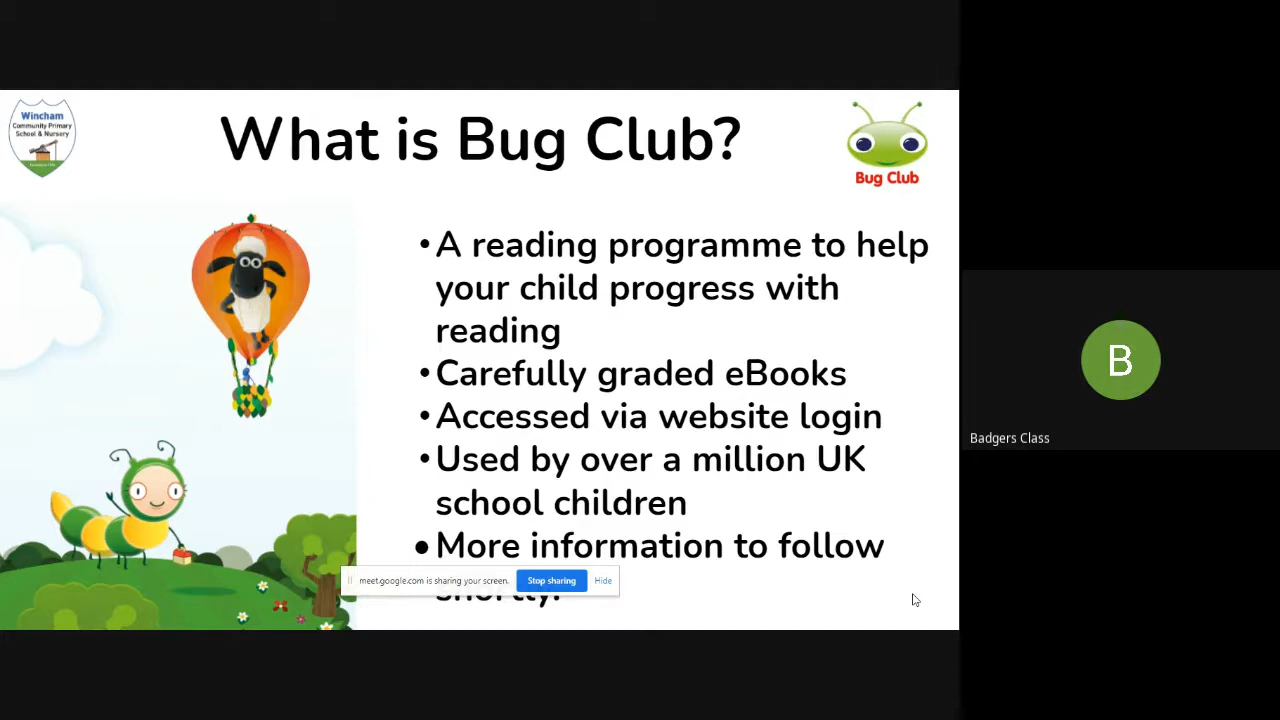 Wincham
Community Primary
School & Nursery
What is Bug Club?
Bug Club
•A reading programme to help
your child progress with
reading
•Carefully graded eBooks
•Accessed via website login
•Used by over a million UK
school children
•More information to follow
shortly.
meet.google.com is sharing your screen.
Stop sharing
Hide
B
Badgers Class